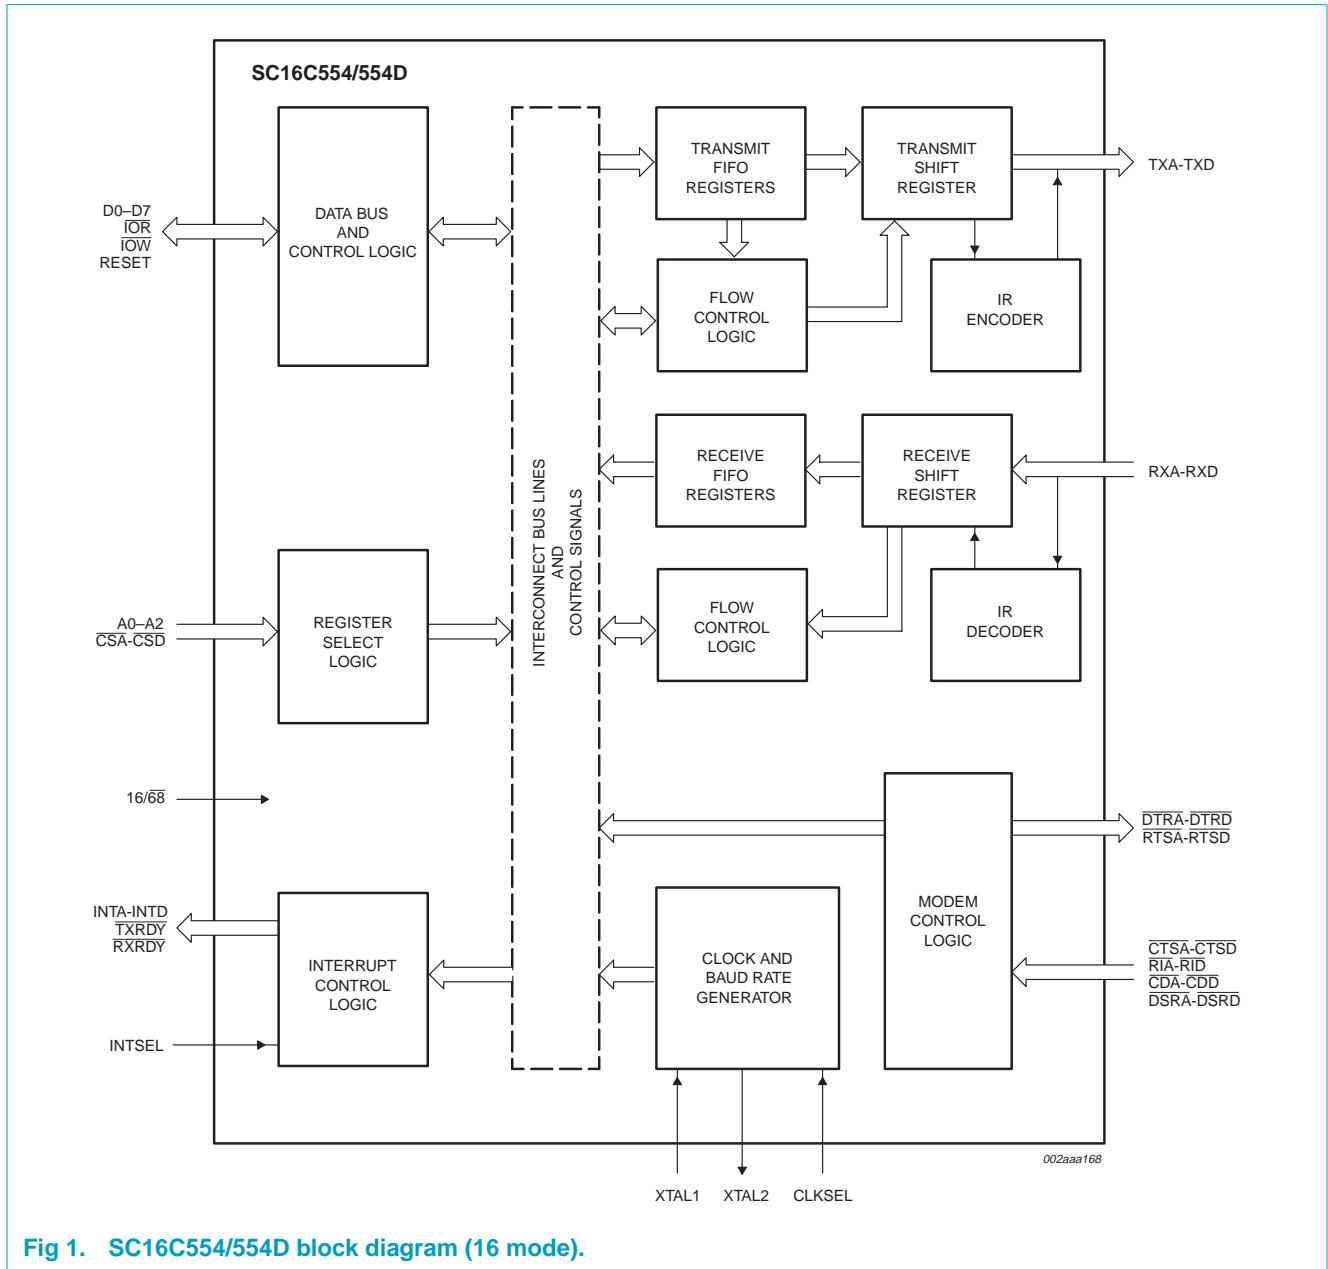 SC16C554/554D
D0–D7
IOR
IOW
RESET
DATA BUS
AND
CONTROL LOGIC
TRANSMIT
FIFO
REGISTERS
TRANSMIT
SHIFT
REGISTER
TXA-TXD
FLOW
CONTROL
LOGIC
IR
ENCODER
INTERCONNECT BUS LINES
AND
CONTROL SIGNALS
RECEIVE
FIFO
REGISTERS
RECEIVE
SHIFT
REGISTER
RXA-RXD
FLOW
CONTROL
LOGIC
IR
DECODER
A0–A2
CSA-CSD
REGISTER
SELECT
LOGIC
16/68
DTRA-DTRD
RTSA-RTSD
MODEM
CONTROL
LOGIC
CTSA-CTSD
RIA-RID
CDA-CDD
DSRA-DSRD
INTA-INTD
TXRDY
RXRDY
INTERRUPT
CONTROL
LOGIC
CLOCK AND
BAUD RATE
GENERATOR
INTSEL
XTAL1
XTAL2
CLKSEL
002aaa168
Fig 1. SC16C554/554D block diagram (16 mode).